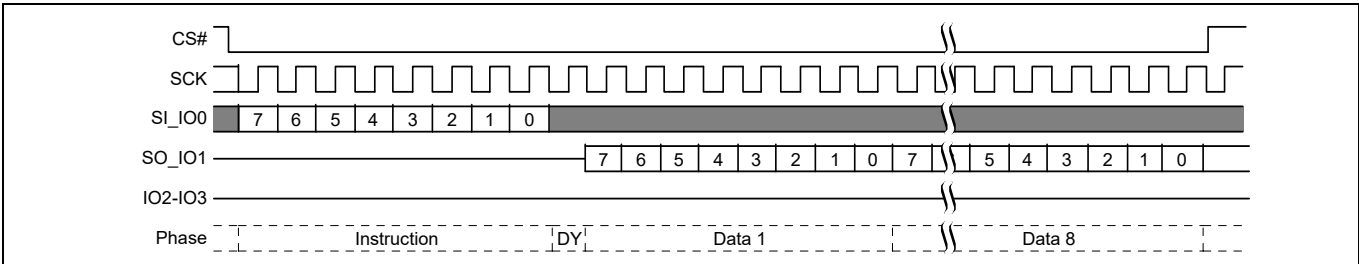 CS#
SCK
SI_IO0 7 6 5 4 3 2 1 0
SO_IO1 7 6 5 4 3 2 1 0 7 5 4 3 2 1 0
IO2-IO3
Phase Instruction DY Data 1 Data 8